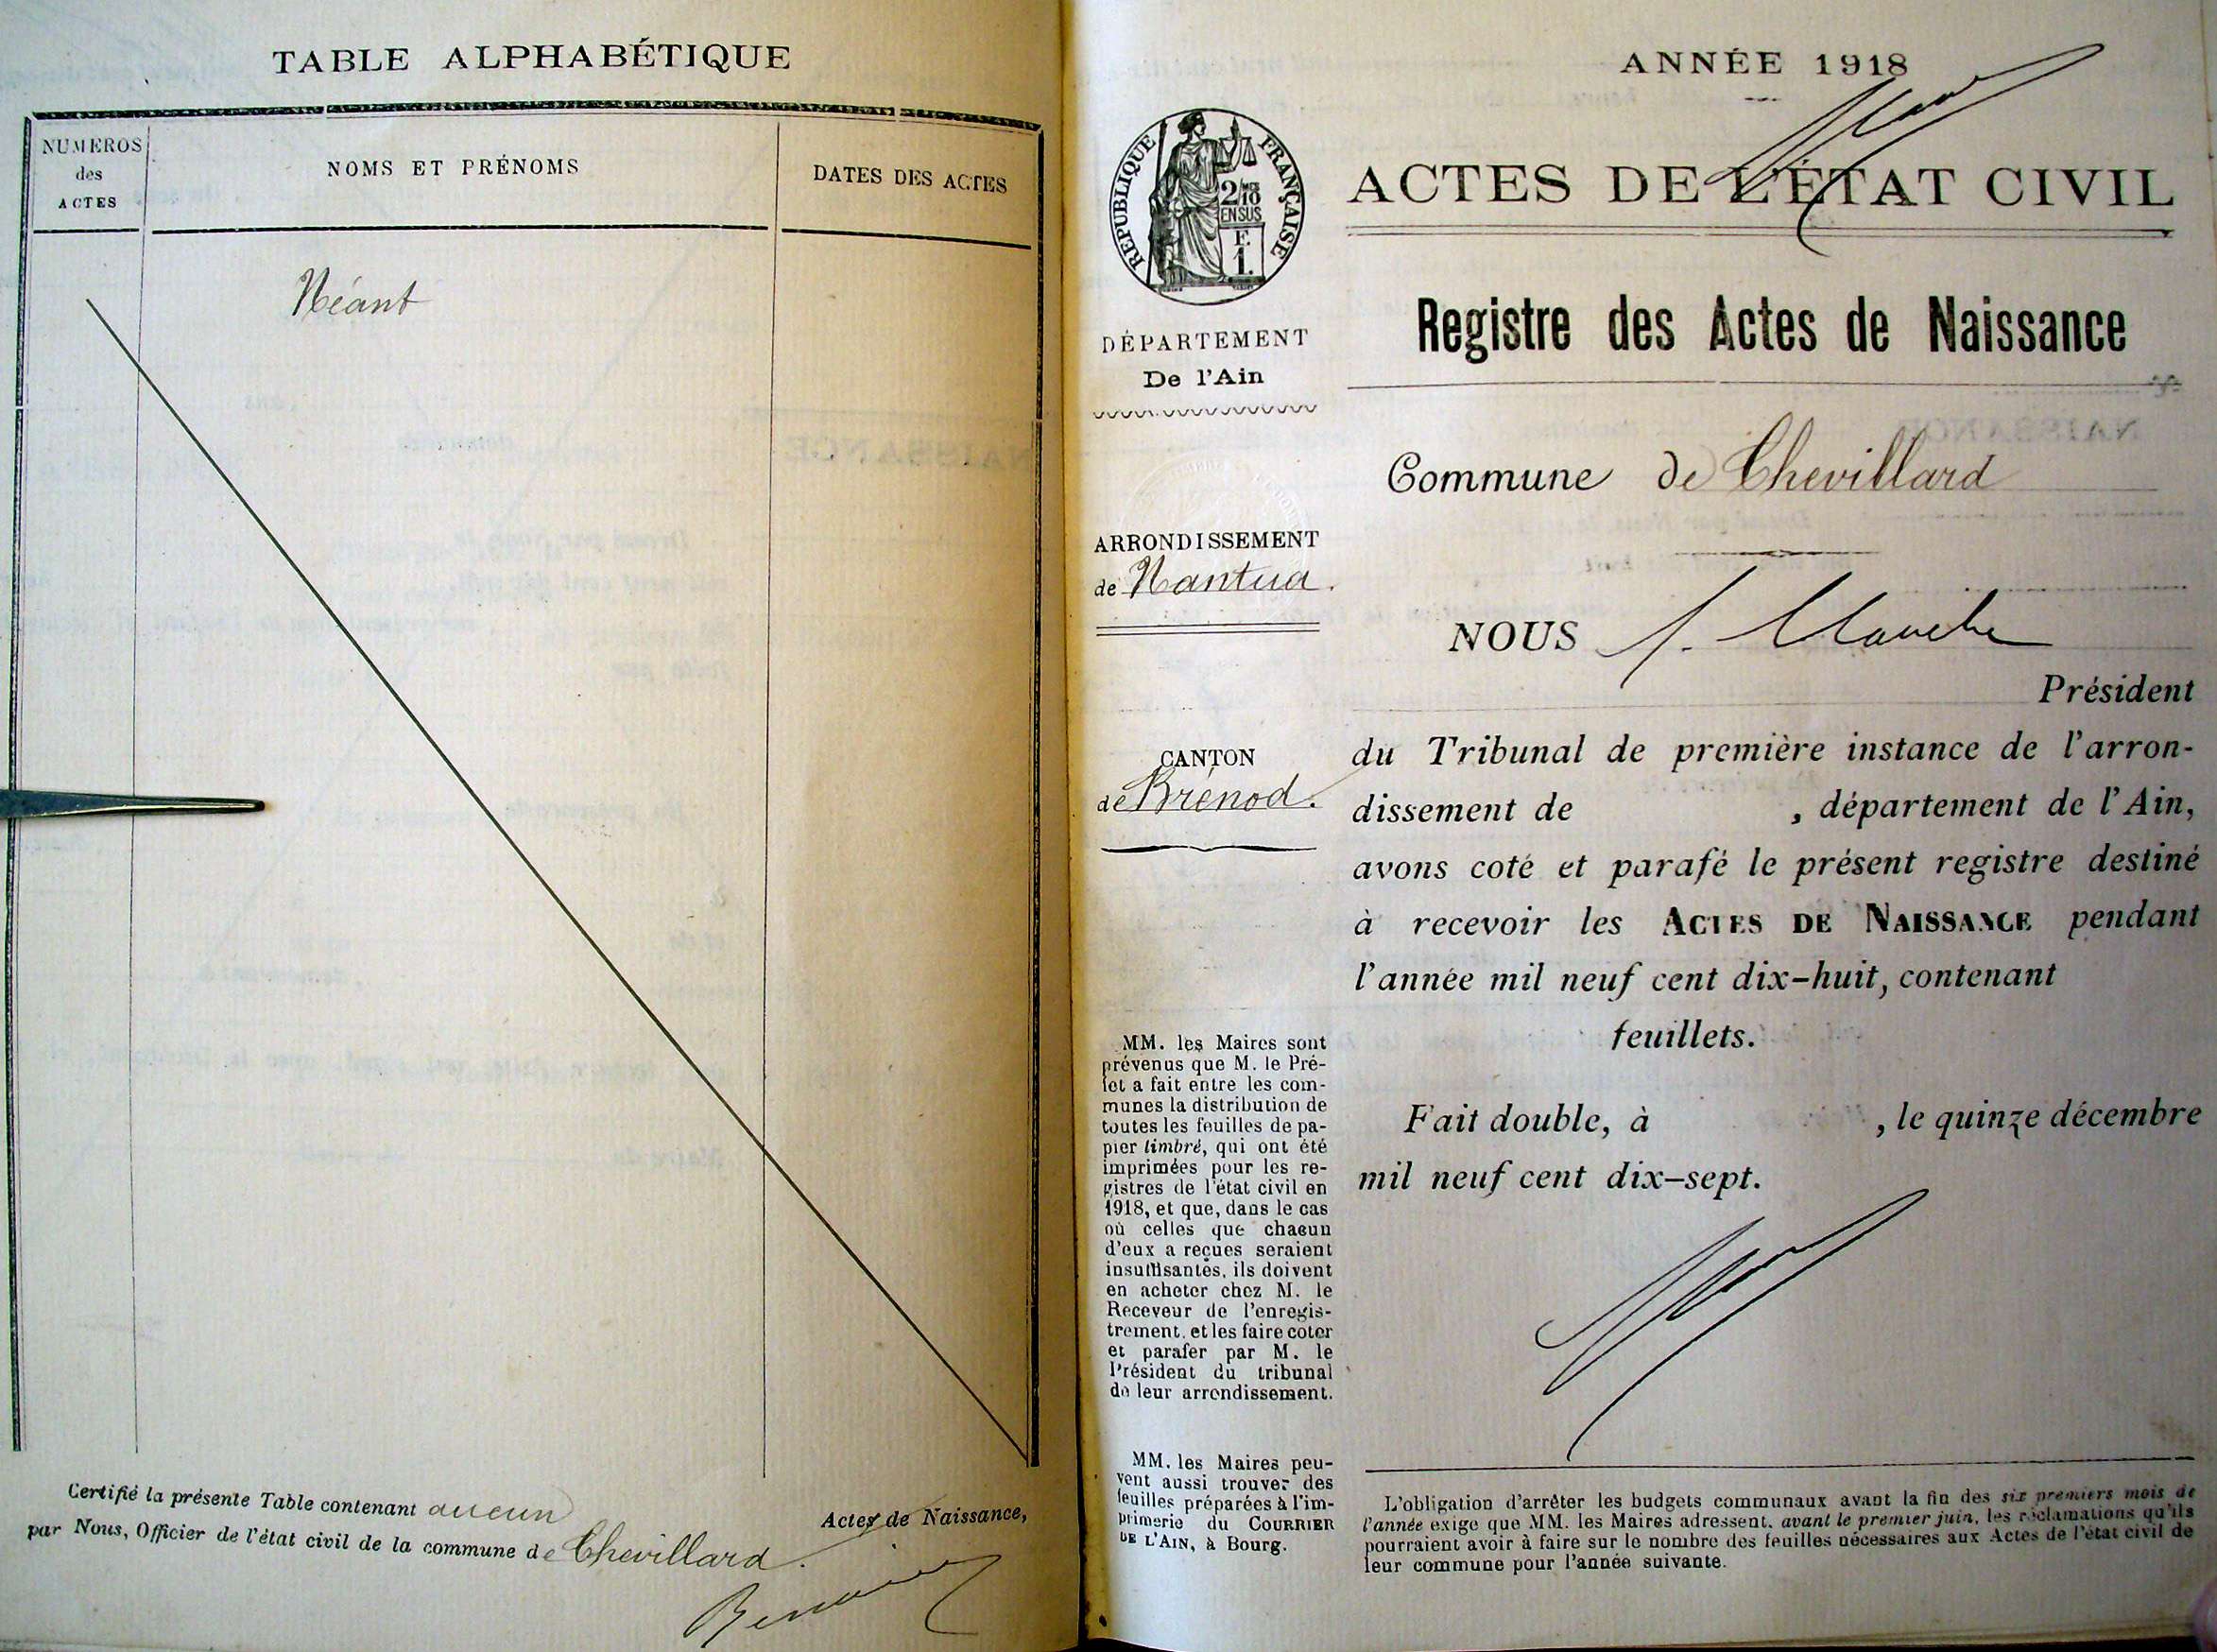 TABLE ALPHABÉTIQUE
NUMEROS
des
ACTES
NOMS ET PRÉNOMS
DATES DES ACTES
Néant
Certifié la présente Table contenant aucun Actes de Naissance,
par Nous, Officier de l'état civil de la commune de Chevillard.
ANNÉE 1918
RÉPUBLIQUE FRANÇAISE
2/10
EN SUS
F.
1.
ACTES DE L'ÉTAT CIVIL
DÉPARTEMENT
De l'Ain
ARRONDISSEMENT
de Nantua.
CANTON
de Brénod.
MM. les Maires sont
prévenus que M. le Pré-
fet a fait entre les com-
munes la distribution de
toutes les feuilles de pa-
pier timbré, qui ont été
imprimées pour les re-
gistres de l'état civil en
1918, et que, dans le cas
où celles que chacun
d'eux a reçues seraient
insuffisantes, ils doivent
en acheter chez M. le
Receveur de l'enregis-
trement, et les faire coter
et parafer par M. le
Président du tribunal
de leur arrondissement.
MM. les Maires peu-
vent aussi trouver des
feuilles préparées à l'im-
primerie du COURRIER
DE L'AIN, à Bourg.
Registre des Actes de Naissance
Commune de Chevillard
NOUS
Président
du Tribunal de première instance de l'arron-
dissement de , département de l'Ain,
avons coté et parafé le présent registre destiné
à recevoir les ACTES DE NAISSANCE pendant
l'année mil neuf cent dix-huit, contenant
feuillets.
Fait double, à , le quinze décembre
mil neuf cent dix-sept.
L'obligation d'arrêter les budgets communaux avant la fin des six premiers mois de
l'année exige que MM. les Maires adressent, avant le premier juin, les réclamations qu'ils
pourraient avoir à faire sur le nombre des feuilles nécessaires aux Actes de l'état civil de
leur commune pour l'année suivante.